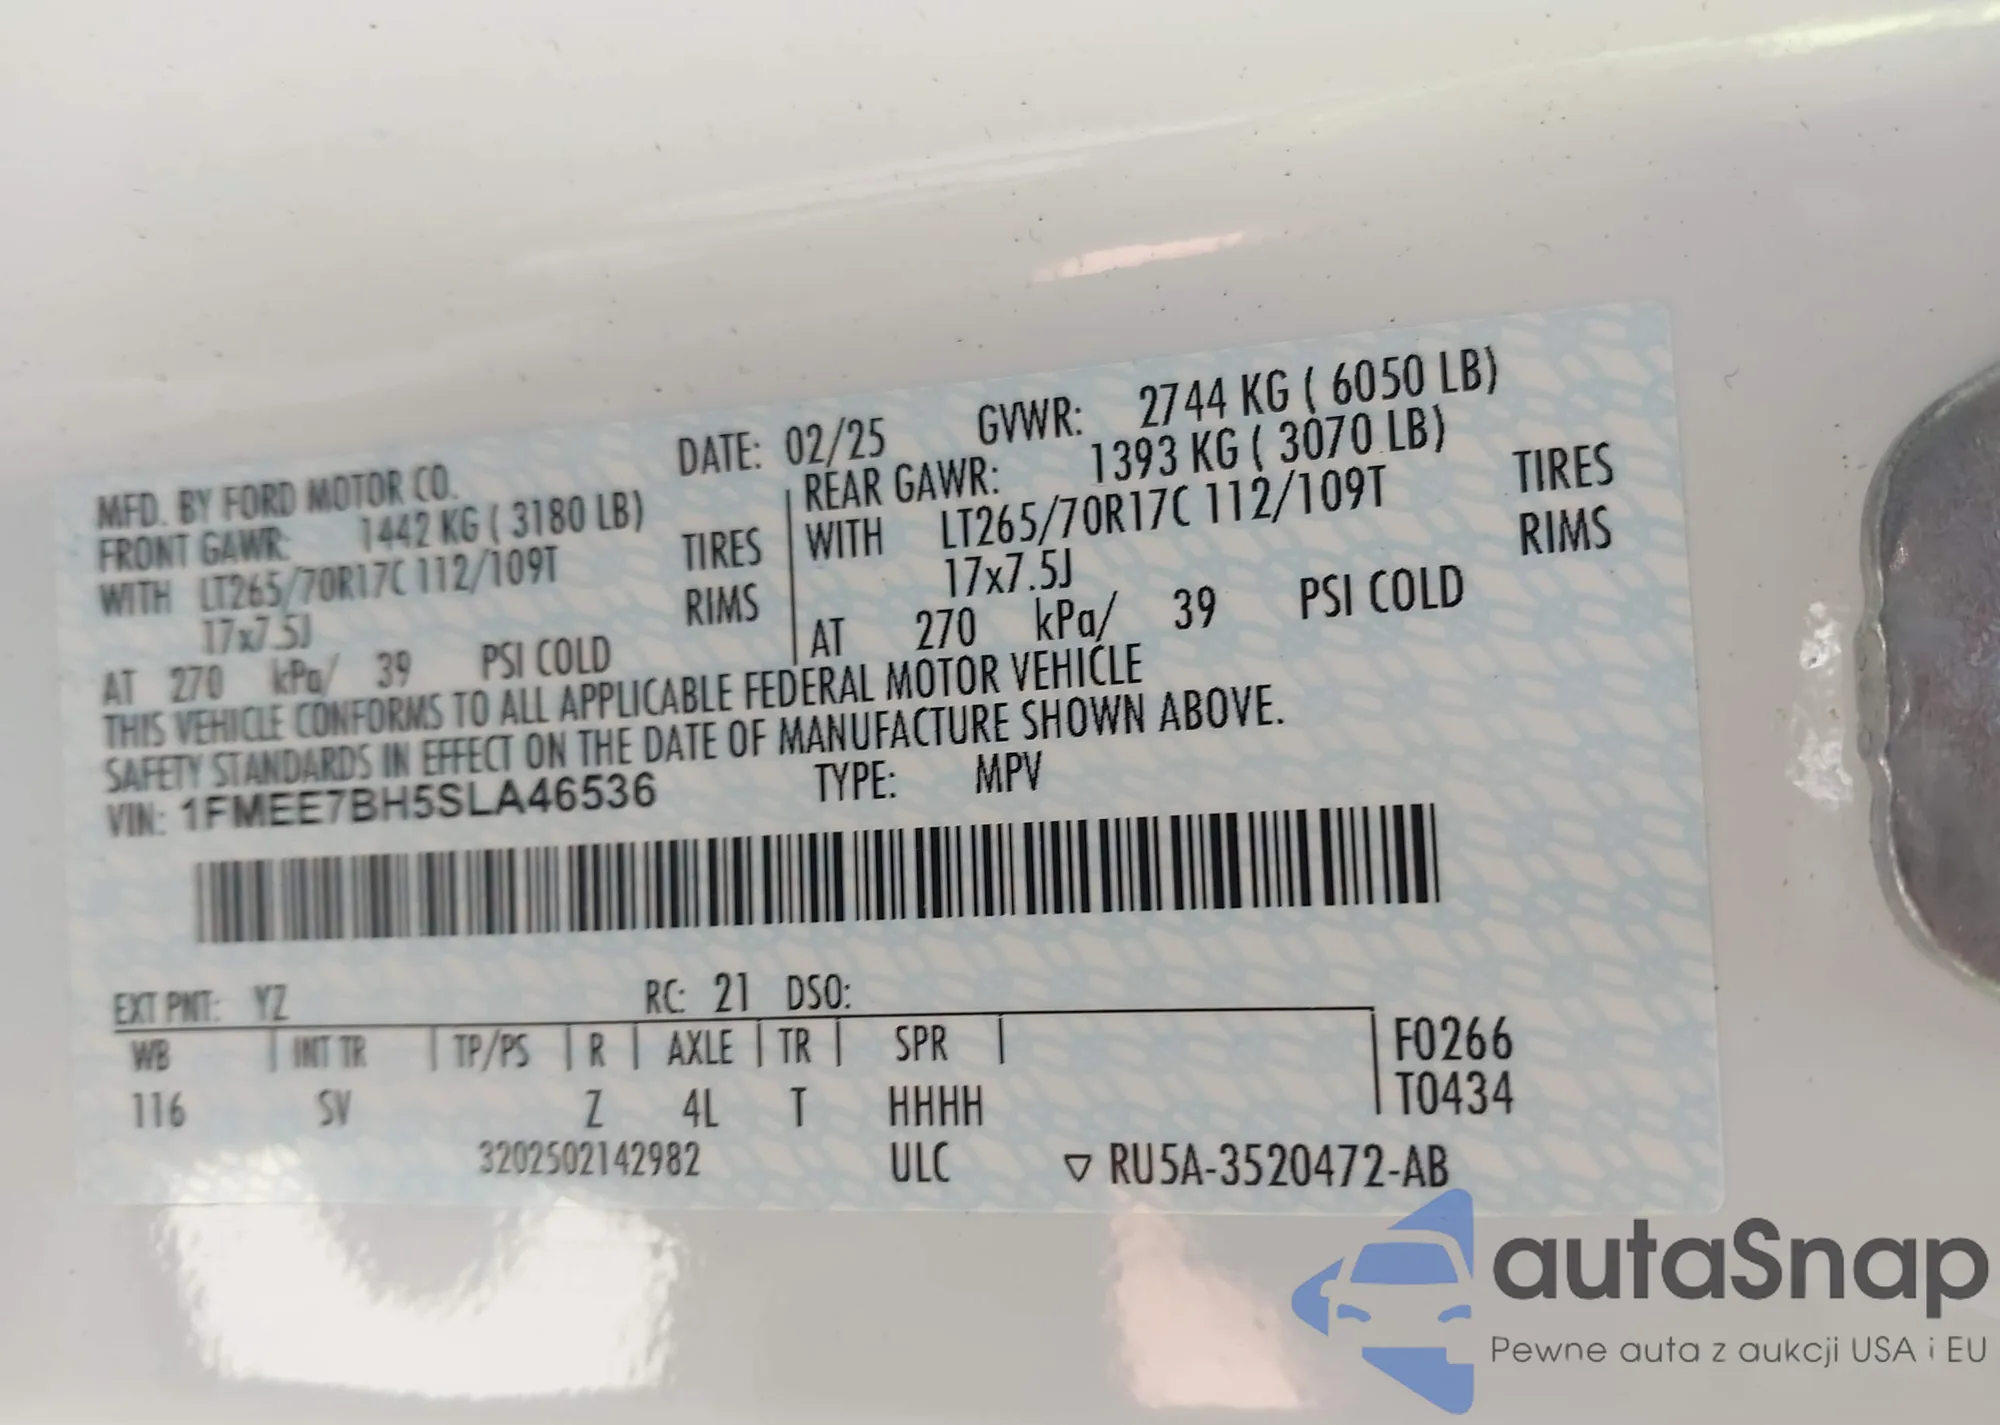 MFD. BY FORD MOTOR CO. DATE: 02/25 GVWR: 2744 KG ( 6050 LB)
FRONT GAWR: 1442 KG ( 3180 LB)
WITH LT265/70R17C 112/109T TIRES
17x7.5J RIMS
AT 270 kPa/ 39 PSI COLD
REAR GAWR: 1393 KG ( 3070 LB)
WITH LT265/70R17C 112/109T TIRES
17x7.5J RIMS
AT 270 kPa/ 39 PSI COLD
THIS VEHICLE CONFORMS TO ALL APPLICABLE FEDERAL MOTOR VEHICLE
SAFETY STANDARDS IN EFFECT ON THE DATE OF MANUFACTURE SHOWN ABOVE.
VIN: 1FMEE7BH5SLA46536 TYPE: MPV
EXT PNT: YZ RC: 21 DSO:
WB INT TR TP/PS R AXLE TR SPR F0266
116 SV Z 4L T HHHH T0434
3202502142982 ULC ▽ RU5A-3520472-AB
autaSnap
Pewne auta z aukcji USA i EU